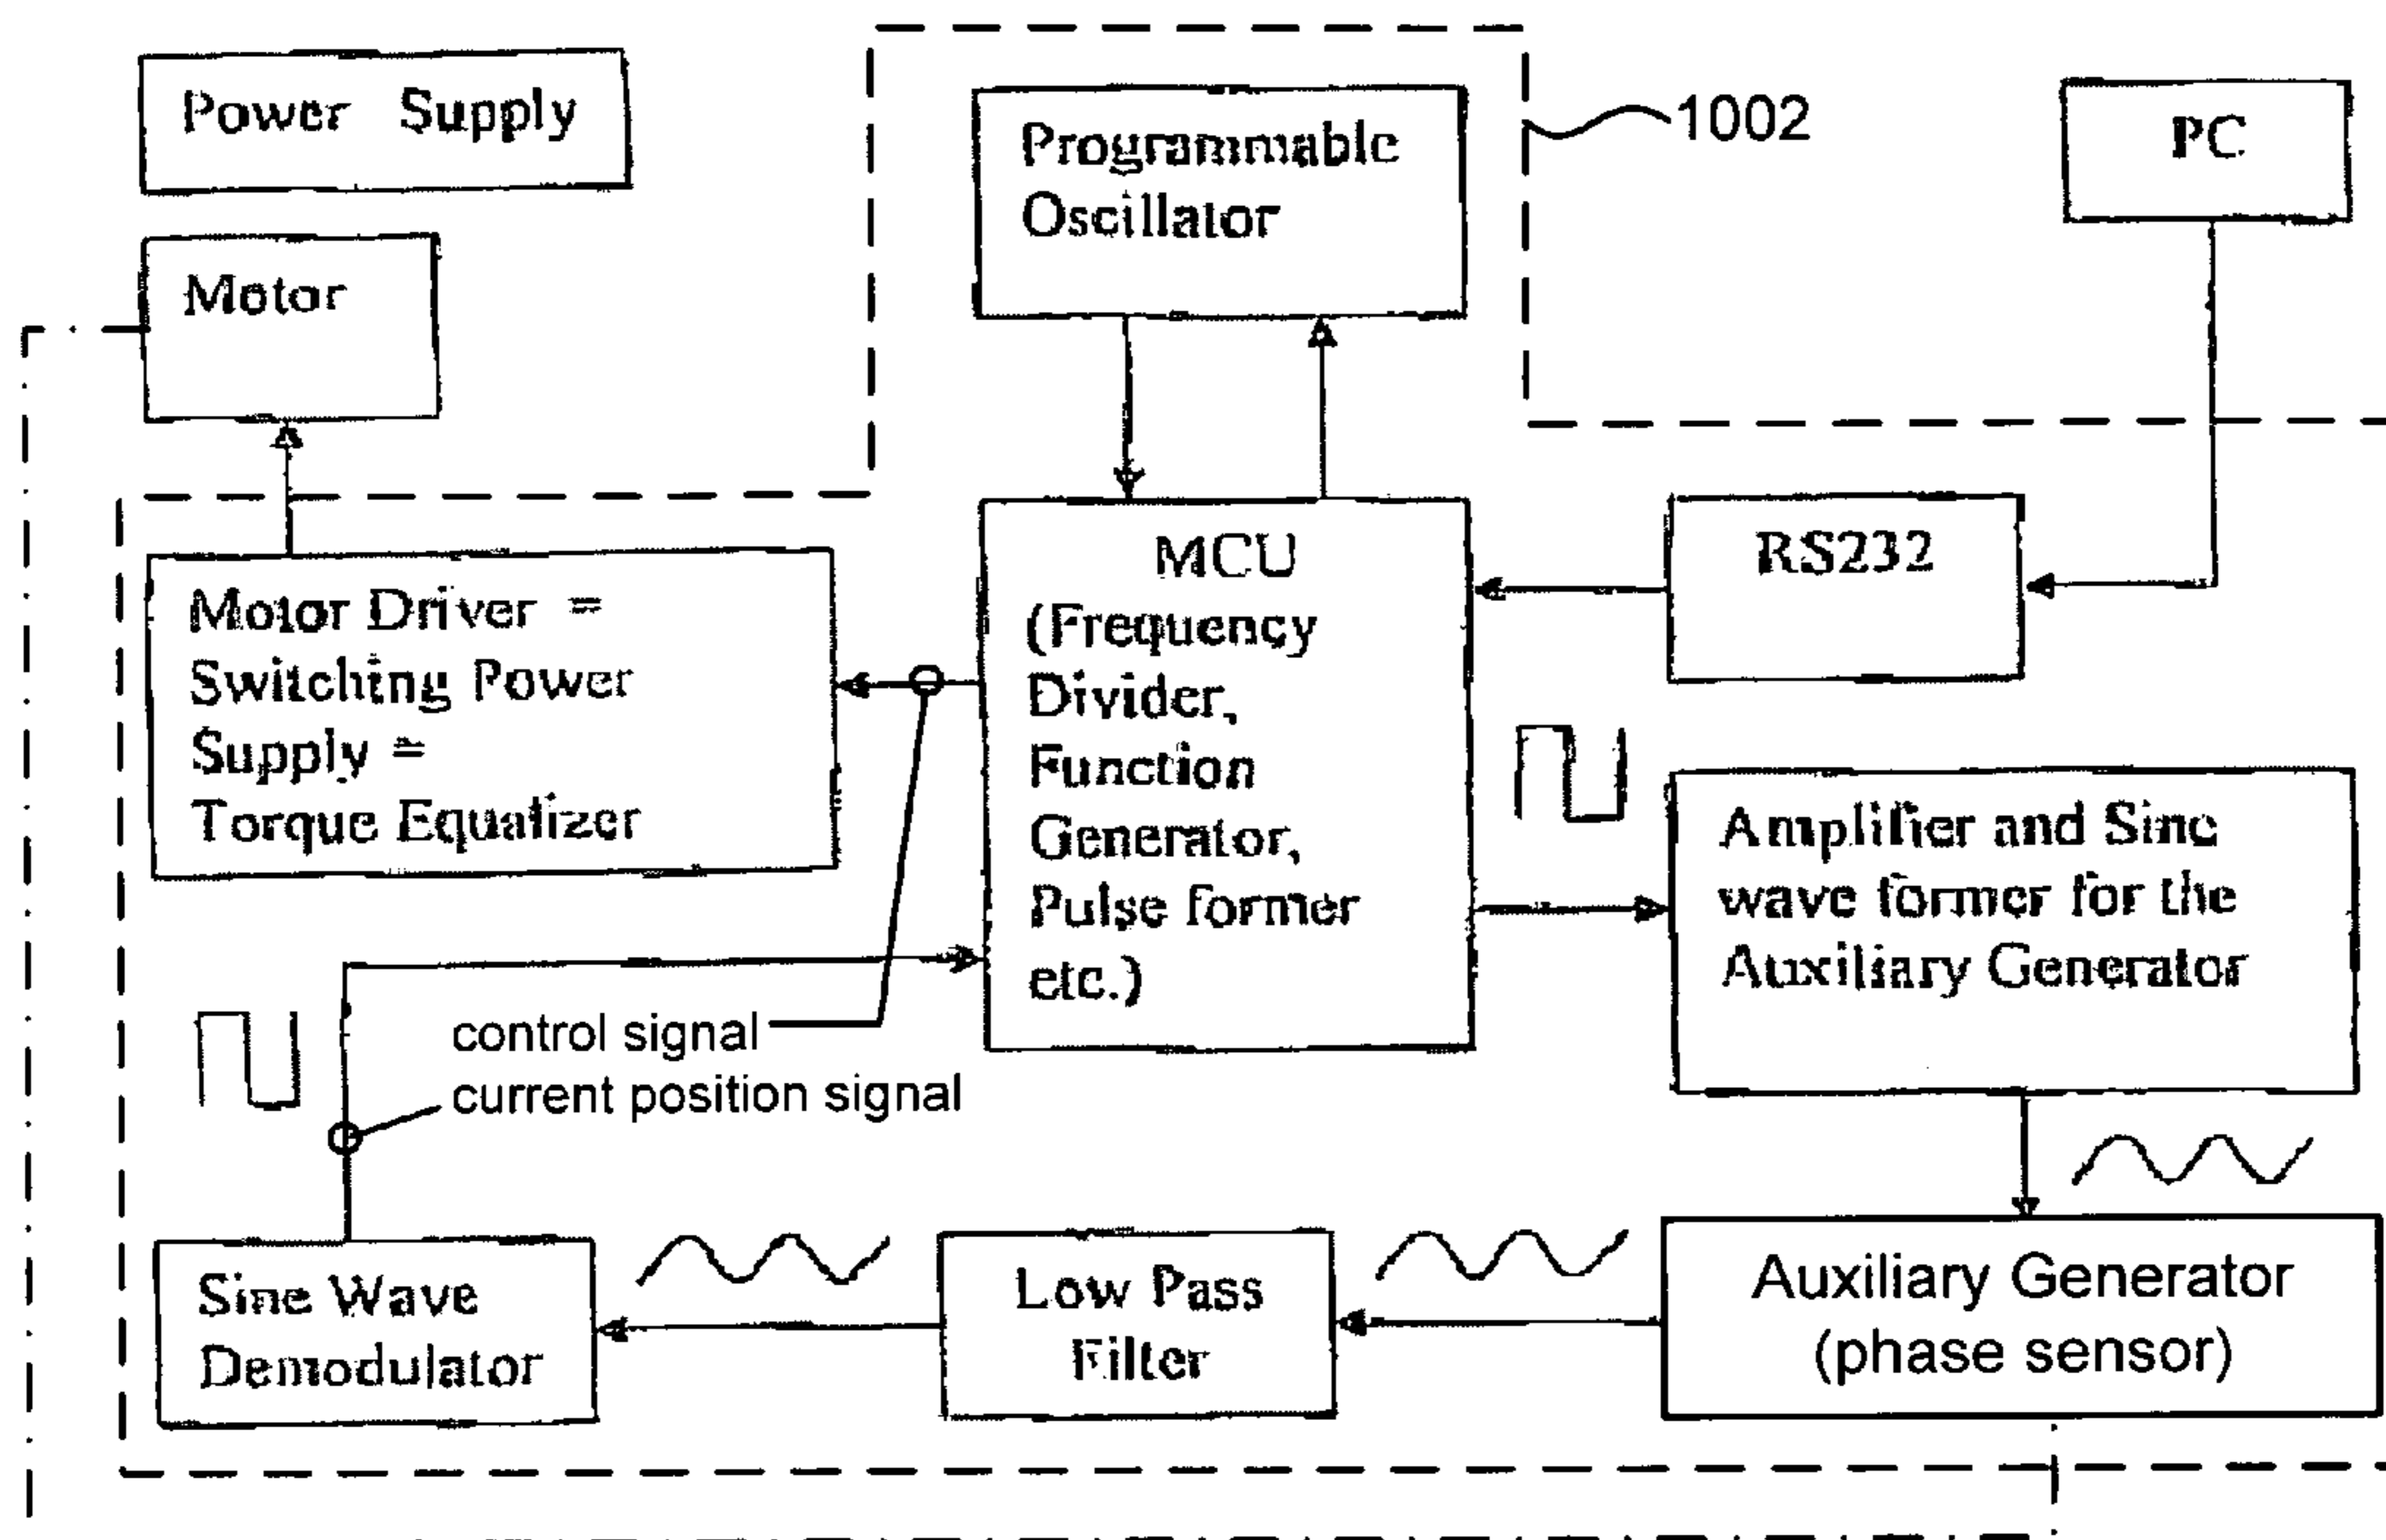 Power Supply
Programmable
Oscillator
1002
PC
Motor
Motor Driver =
Switching Power
Supply =
Torque Equalizer
MCU
(Frequency
Divider,
Function
Generator,
Pulse former
etc.)
RS232
Amplifier and Sine
wave former for the
Auxiliary Generator
control signal
current position signal
Sine Wave
Demodulator
Low Pass
Filter
Auxiliary Generator
(phase sensor)